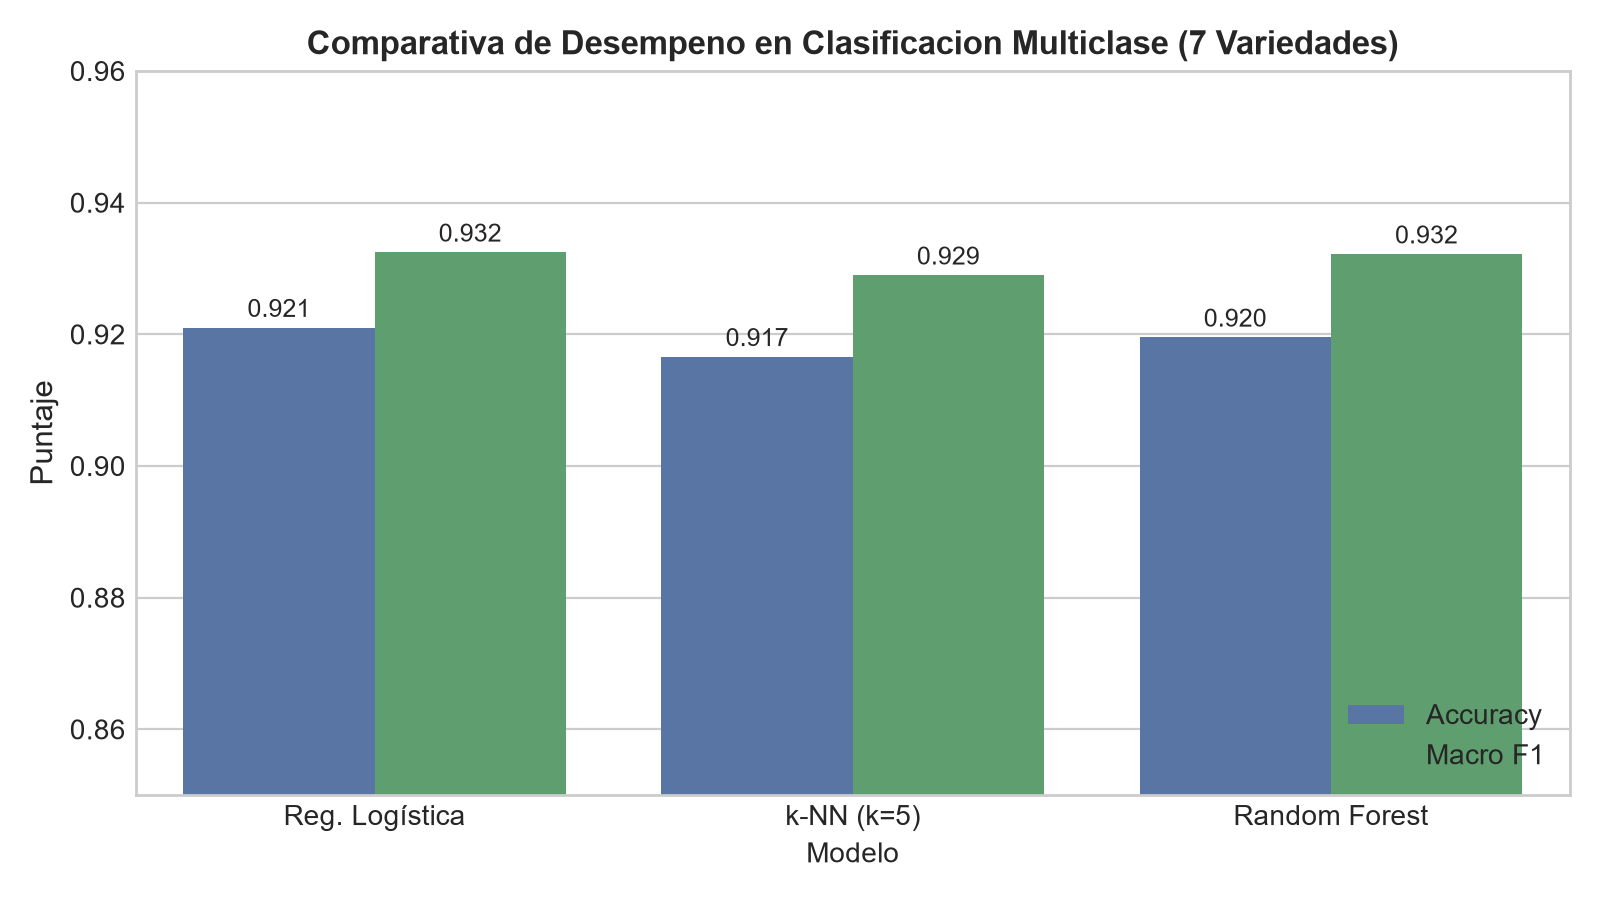 Comparativa de Desempeno en Clasificacion Multiclase (7 Variedades)
0.96
0.94
0.92
0.90
0.88
0.86
Puntaje
0.921
0.932
0.917
0.929
0.920
0.932
Accuracy
Macro F1
Reg. Logística
k-NN (k=5)
Random Forest
Modelo